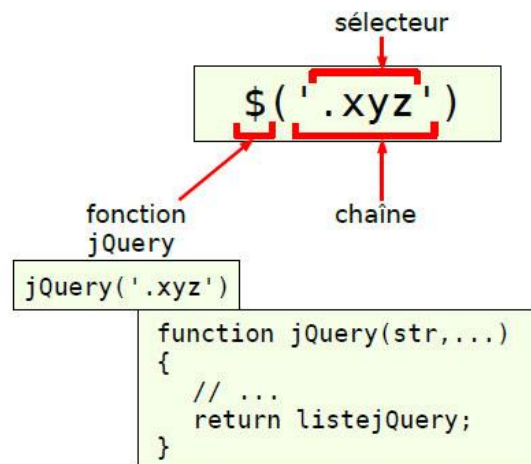 sélecteur
$('.xyz')
fonction
jQuery
chaîne
jQuery('.xyz')
function jQuery(str,...)
{
// ...
return listejQuery;
}